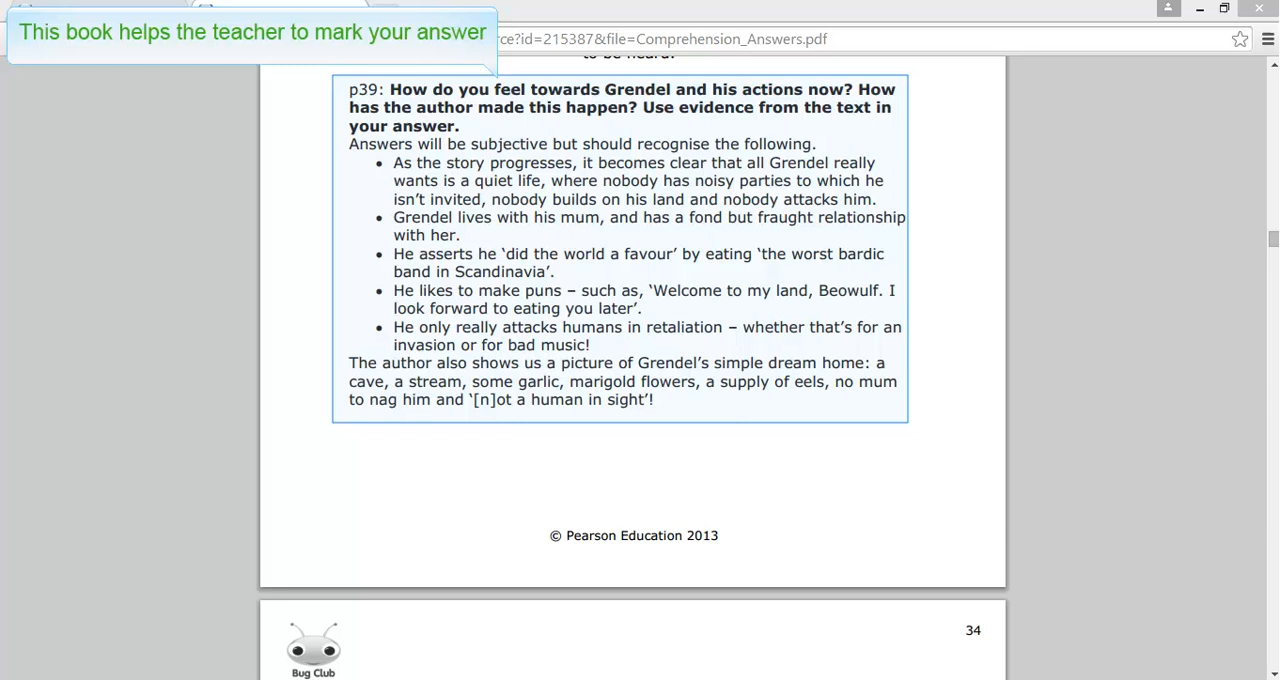 This book helps the teacher to mark your answer
rce?id=215387&file=Comprehension_Answers.pdf
to be heard.
p39: How do you feel towards Grendel and his actions now? How
has the author made this happen? Use evidence from the text in
your answer.
Answers will be subjective but should recognise the following.
• As the story progresses, it becomes clear that all Grendel really
wants is a quiet life, where nobody has noisy parties to which he
isn’t invited, nobody builds on his land and nobody attacks him.
• Grendel lives with his mum, and has a fond but fraught relationship
with her.
• He asserts he ‘did the world a favour’ by eating ‘the worst bardic
band in Scandinavia’.
• He likes to make puns – such as, ‘Welcome to my land, Beowulf. I
look forward to eating you later’.
• He only really attacks humans in retaliation – whether that’s for an
invasion or for bad music!
The author also shows us a picture of Grendel’s simple dream home: a
cave, a stream, some garlic, marigold flowers, a supply of eels, no mum
to nag him and ‘[n]ot a human in sight’!
© Pearson Education 2013
34
Bug Club